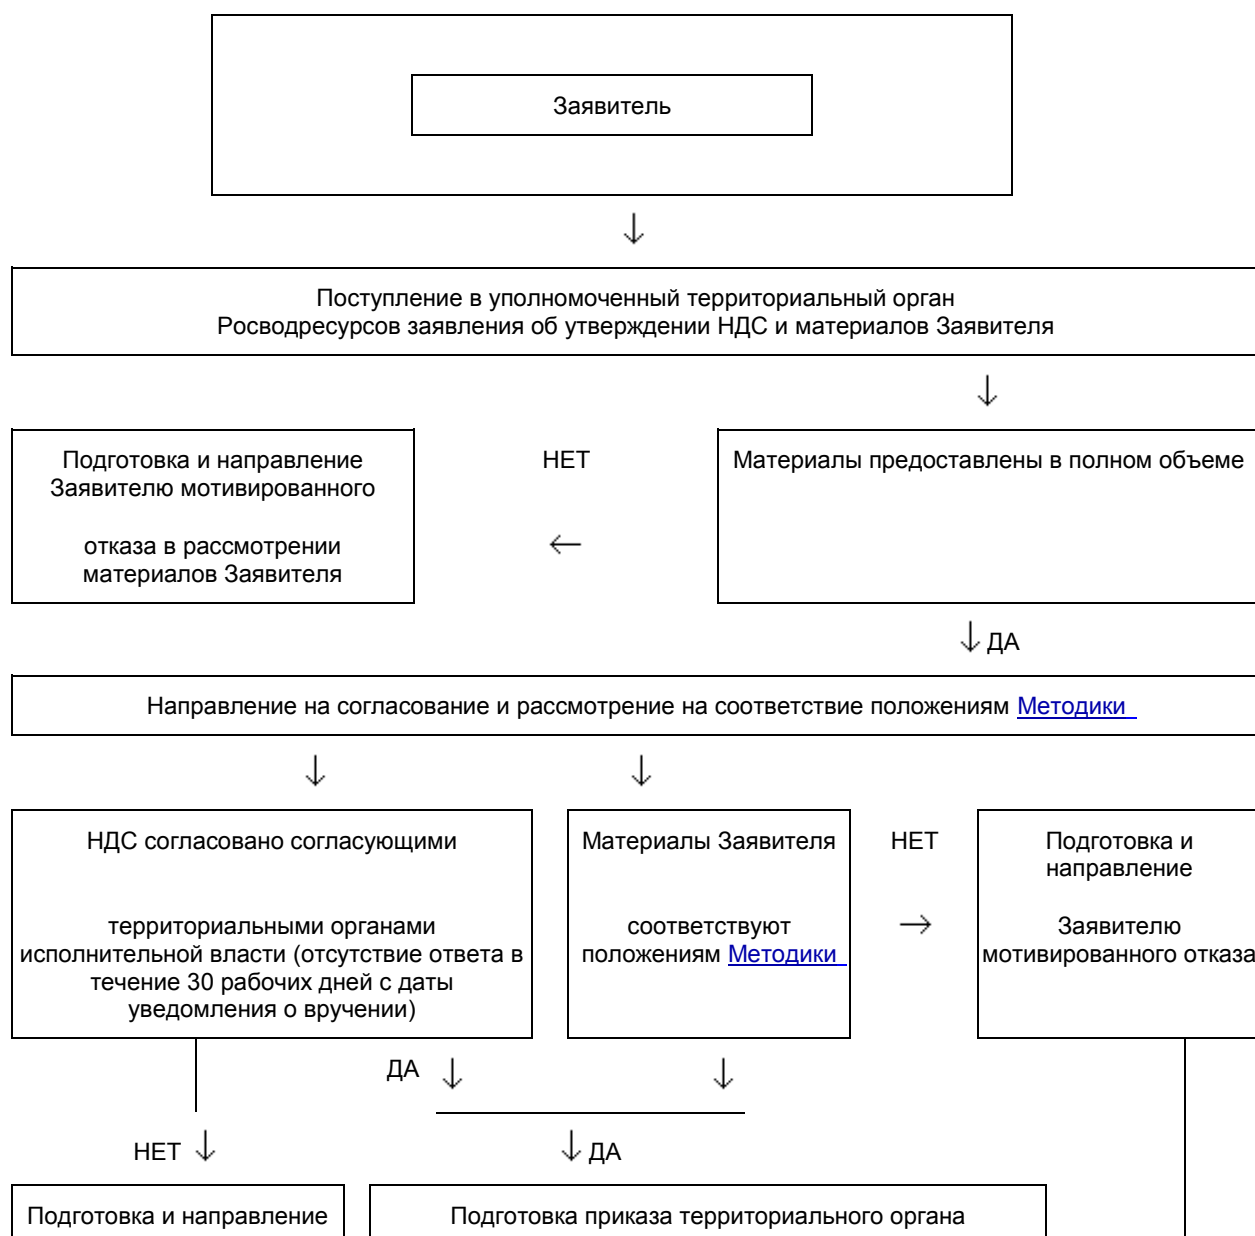 Заявитель
Поступление в уполномоченный территориальный орган
Росводресурсов заявления об утверждении НДС и материалов Заявителя
Подготовка и направление
Заявителю мотивированного
отказа в рассмотрении
материалов Заявителя
НЕТ
Материалы предоставлены в полном объеме
ДА
Направление на согласование и рассмотрение на соответствие положениям Методики
НДС согласовано согласующими
территориальными органами
исполнительной власти (отсутствие ответа в
течение 30 рабочих дней с даты
уведомления о вручении)
Материалы Заявителя
соответствуют
положениям Методики
НЕТ
Подготовка и
направление
Заявителю
мотивированного отказа
ДА
НЕТ
ДА
Подготовка и направление
Подготовка приказа территориального органа